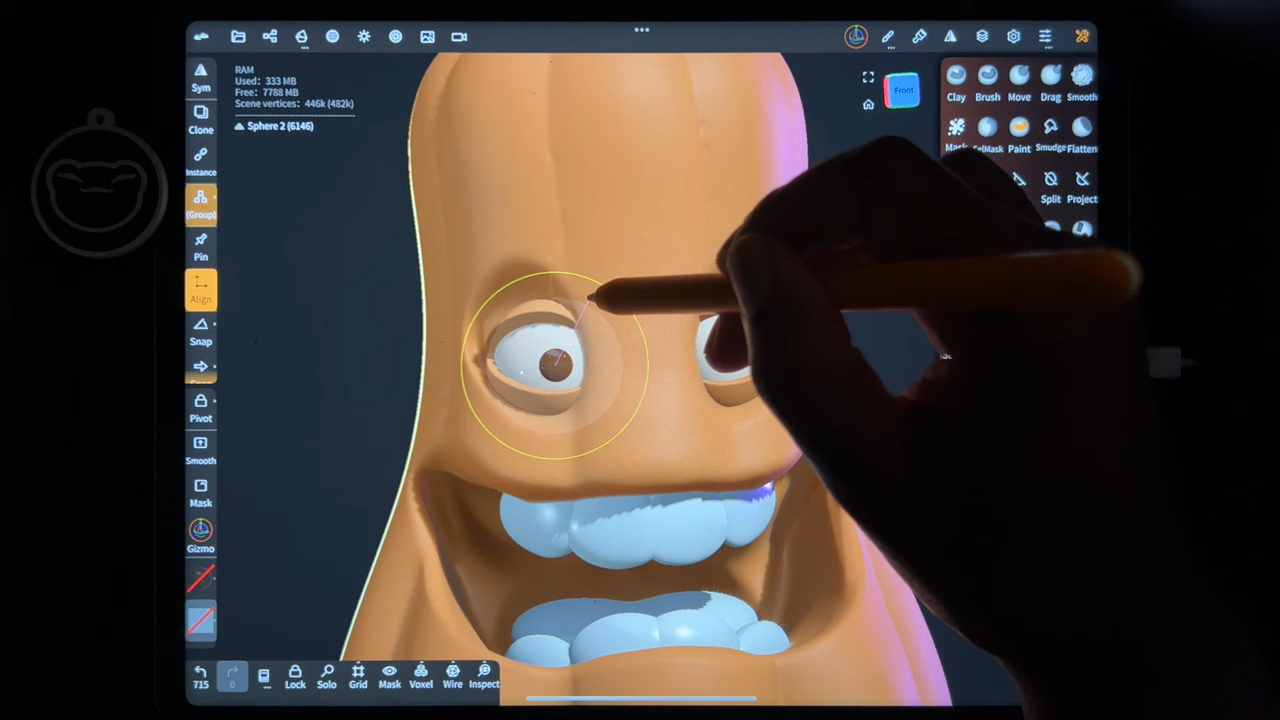 RAM
Used: 333 MB
Free: 7788 MB
Scene vertices: 446k (482k)
Sphere 2 (6146)
Front
Sym
Clone
Instance
(Group)
Pin
Align
Snap
Pivot
Smooth
Mask
Gizmo
Clay Brush Move Drag Smooth
Mask SelMask Paint Smudge Flatten
Split Project
715
0
Lock Solo Grid Mask Voxel Wire Inspect